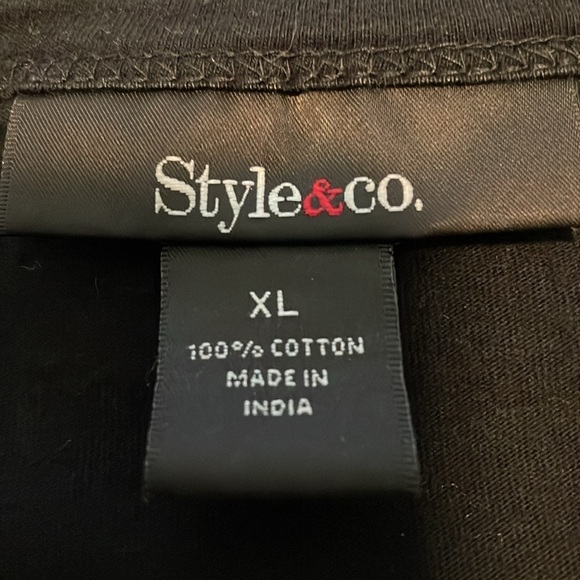 Style&co.
XL
100% COTTON
MADE IN
INDIA